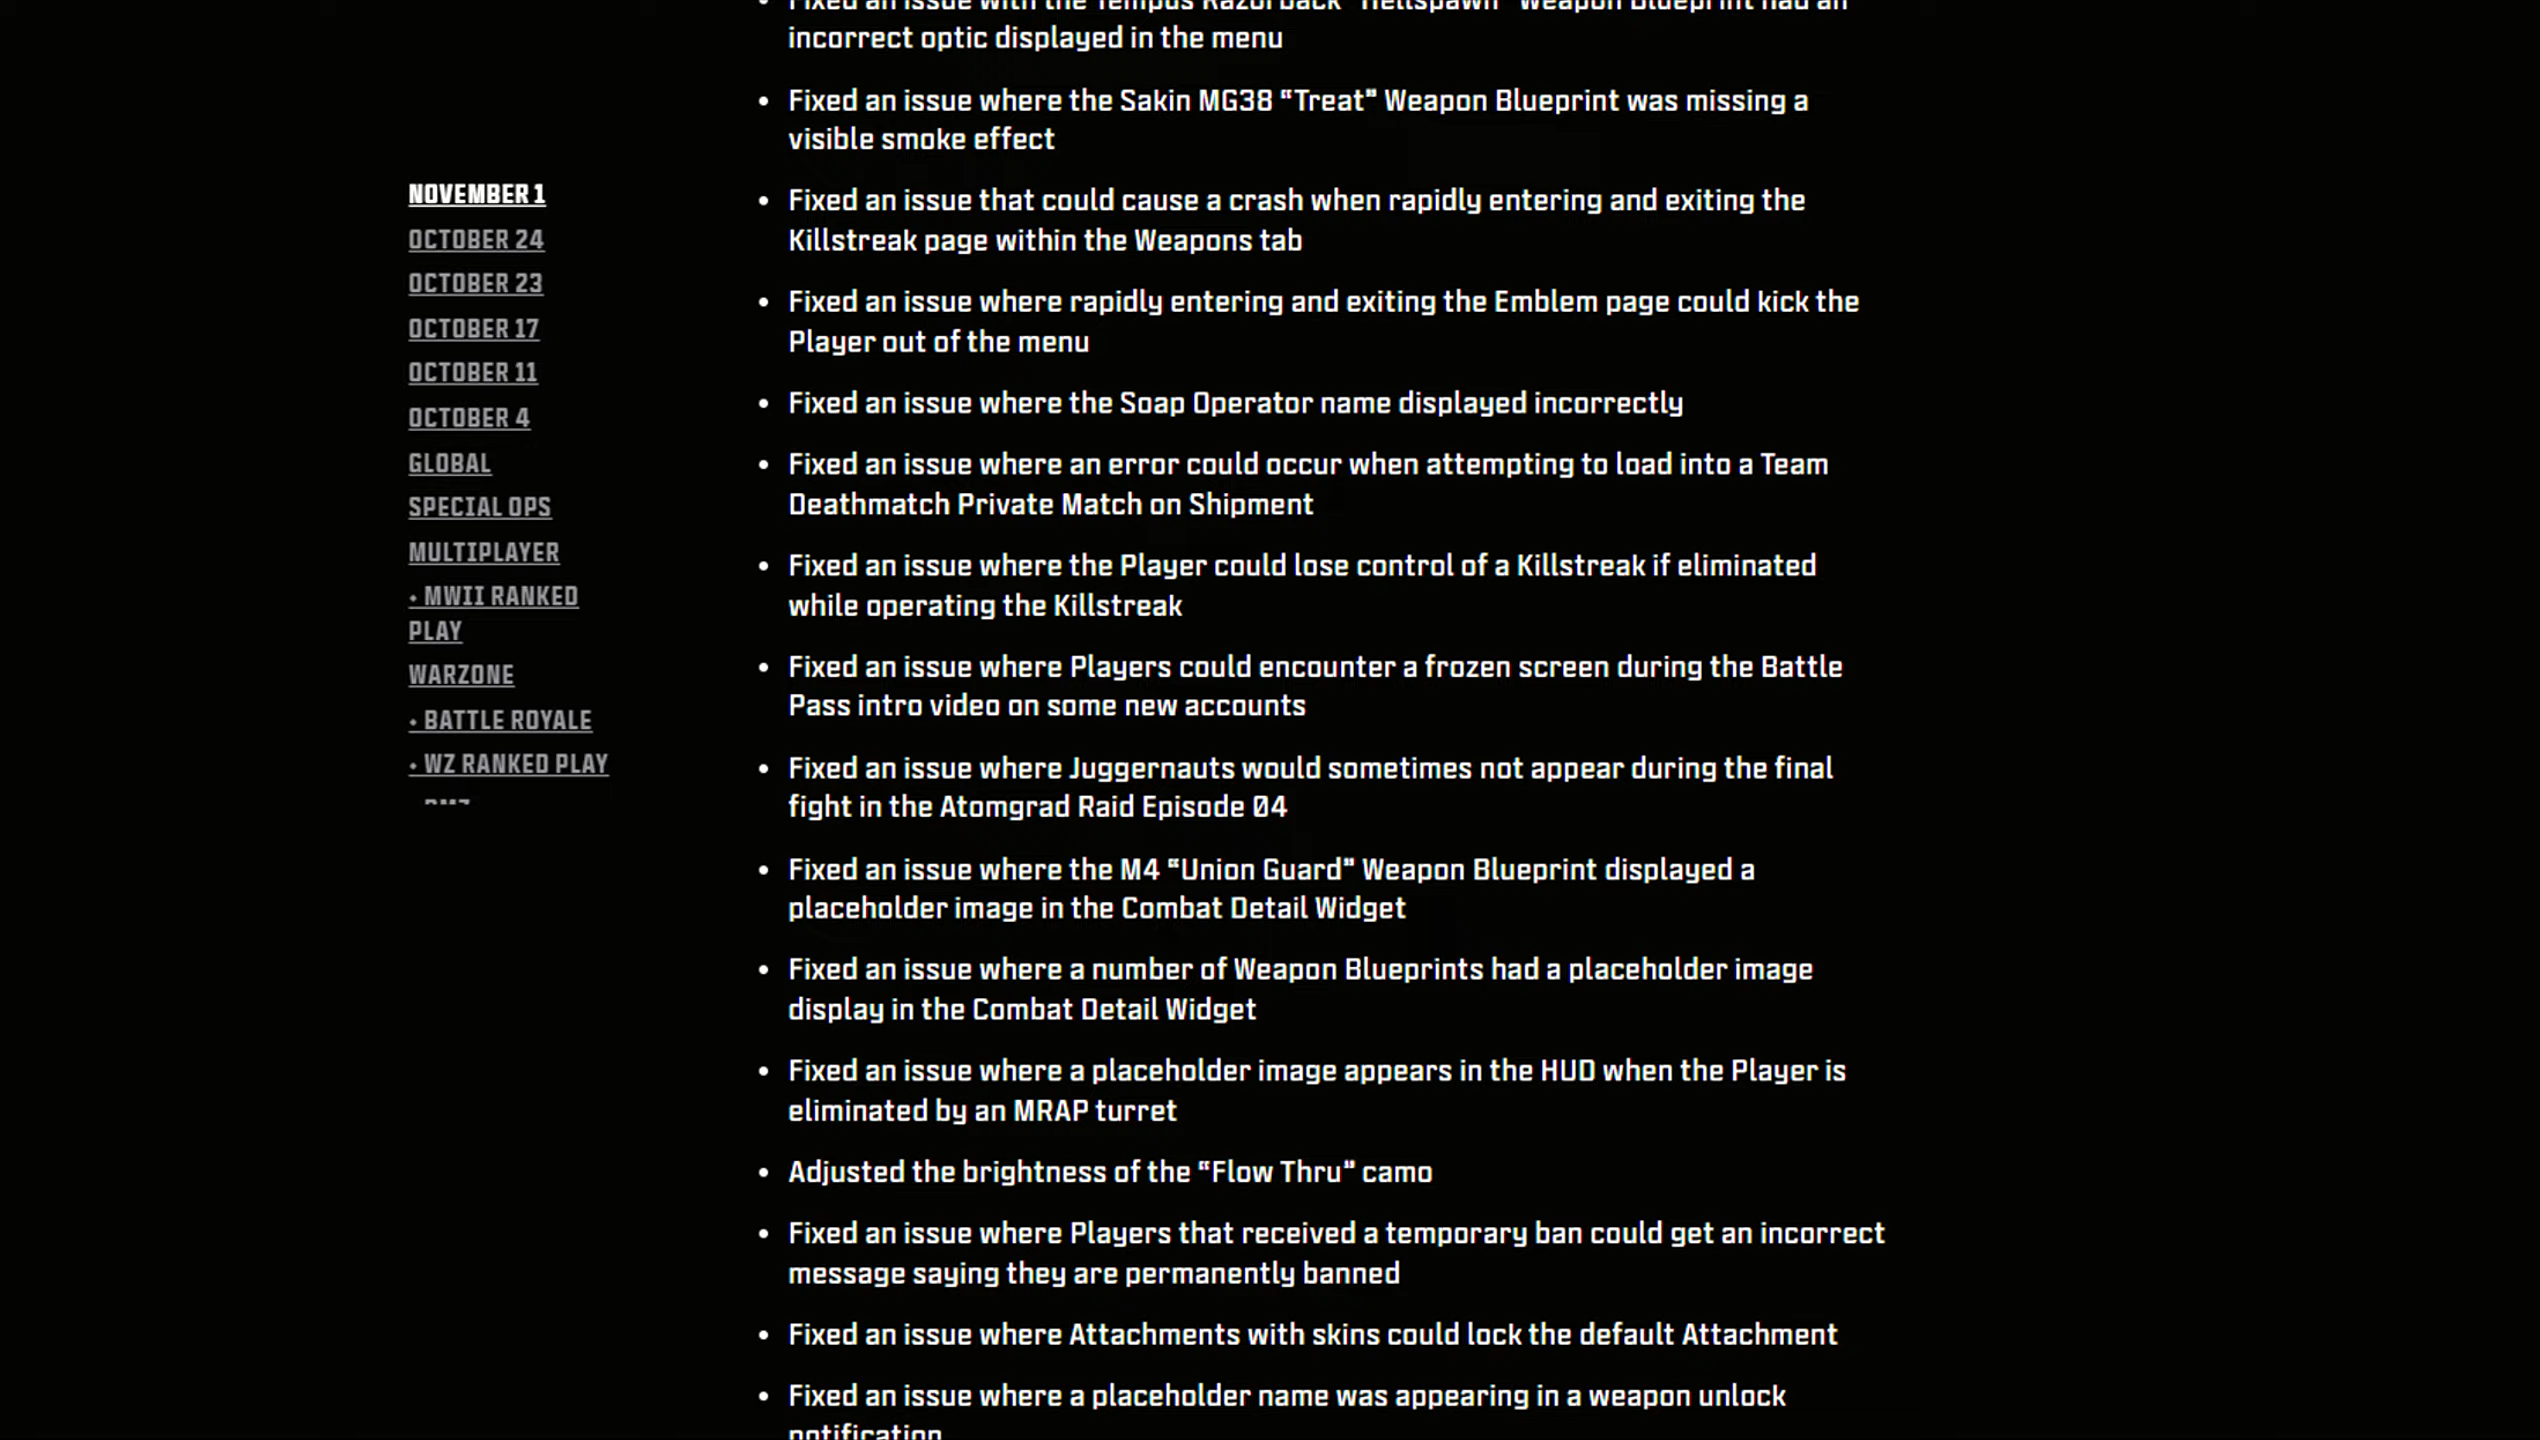 Fixed an issue with the Tempus Razorback "Hellspawn" Weapon Blueprint had an
incorrect optic displayed in the menu
• Fixed an issue where the Sakin MG38 “Treat” Weapon Blueprint was missing a
visible smoke effect
• Fixed an issue that could cause a crash when rapidly entering and exiting the
Killstreak page within the Weapons tab
• Fixed an issue where rapidly entering and exiting the Emblem page could kick the
Player out of the menu
• Fixed an issue where the Soap Operator name displayed incorrectly
• Fixed an issue where an error could occur when attempting to load into a Team
Deathmatch Private Match on Shipment
• Fixed an issue where the Player could lose control of a Killstreak if eliminated
while operating the Killstreak
• Fixed an issue where Players could encounter a frozen screen during the Battle
Pass intro video on some new accounts
• Fixed an issue where Juggernauts would sometimes not appear during the final
fight in the Atomgrad Raid Episode 04
• Fixed an issue where the M4 “Union Guard” Weapon Blueprint displayed a
placeholder image in the Combat Detail Widget
• Fixed an issue where a number of Weapon Blueprints had a placeholder image
display in the Combat Detail Widget
• Fixed an issue where a placeholder image appears in the HUD when the Player is
eliminated by an MRAP turret
• Adjusted the brightness of the “Flow Thru” camo
• Fixed an issue where Players that received a temporary ban could get an incorrect
message saying they are permanently banned
• Fixed an issue where Attachments with skins could lock the default Attachment
• Fixed an issue where a placeholder name was appearing in a weapon unlock
notification
NOVEMBER 1
OCTOBER 24
OCTOBER 23
OCTOBER 17
OCTOBER 11
OCTOBER 4
GLOBAL
SPECIAL OPS
MULTIPLAYER
• MWII RANKED
PLAY
WARZONE
• BATTLE ROYALE
• WZ RANKED PLAY